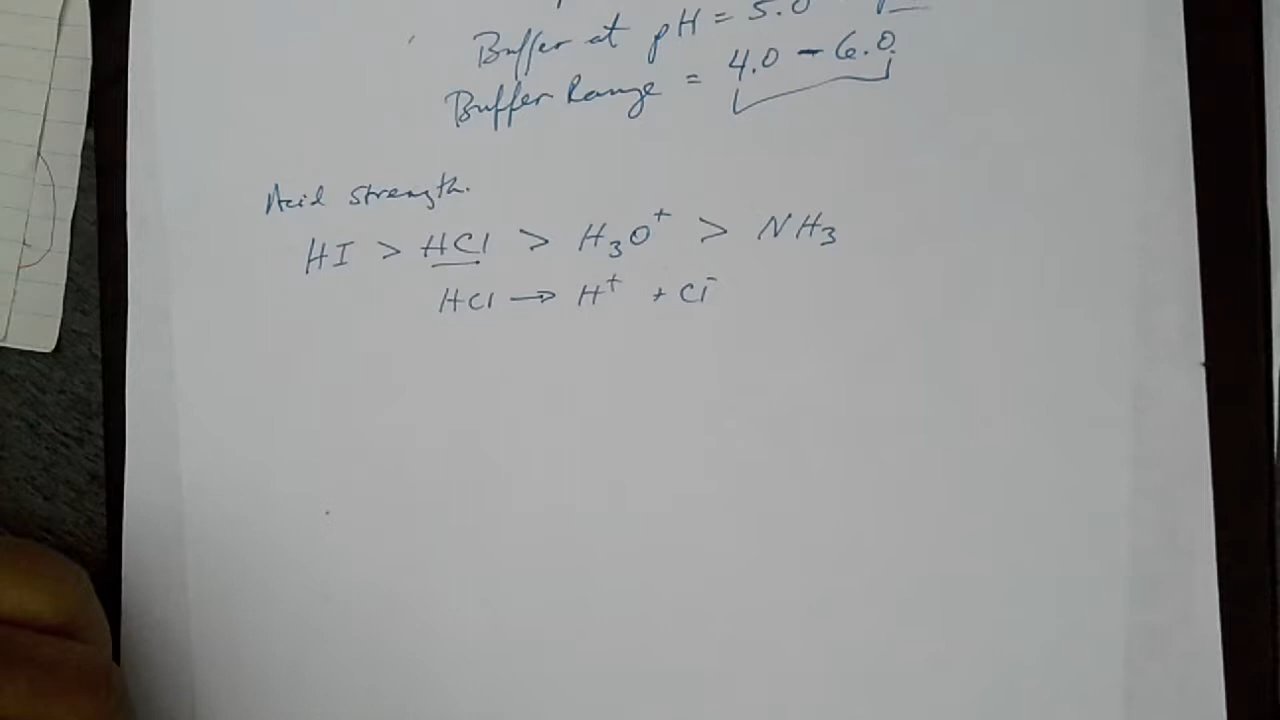 Buffer at pH = 5.0
Buffer Range = 4.0 - 6.0
Acid strength.
HI > HCl > H₃O⁺ > NH₃
HCl → H⁺ + Cl⁻